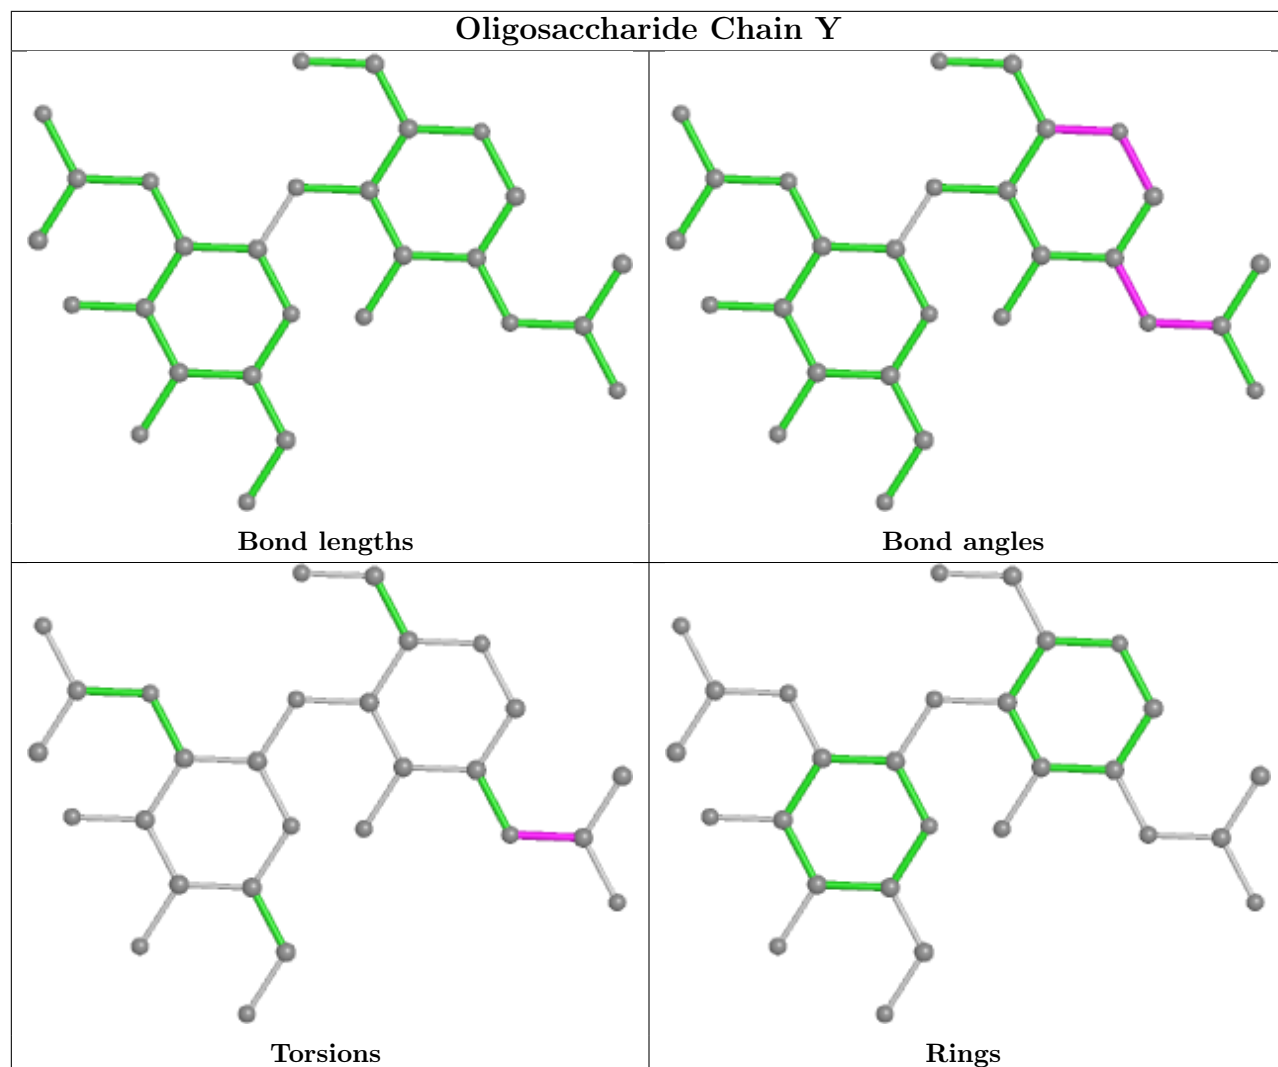 Oligosaccharide Chain Y
Bond lengths
Bond angles
Torsions
Rings